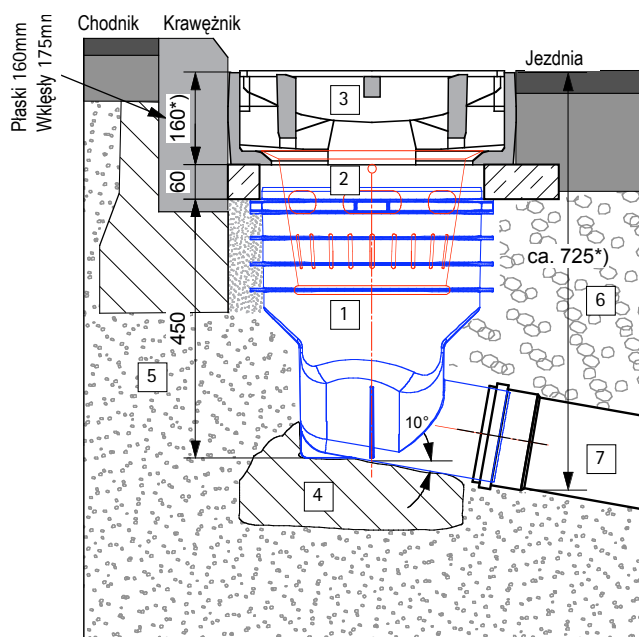 Chodnik
Krawężnik
Jezdnia
Płaski 160mm
Wklęsły 175mn
160*)
60
450
ca. 725*)
10°
3
2
1
6
5
7
4